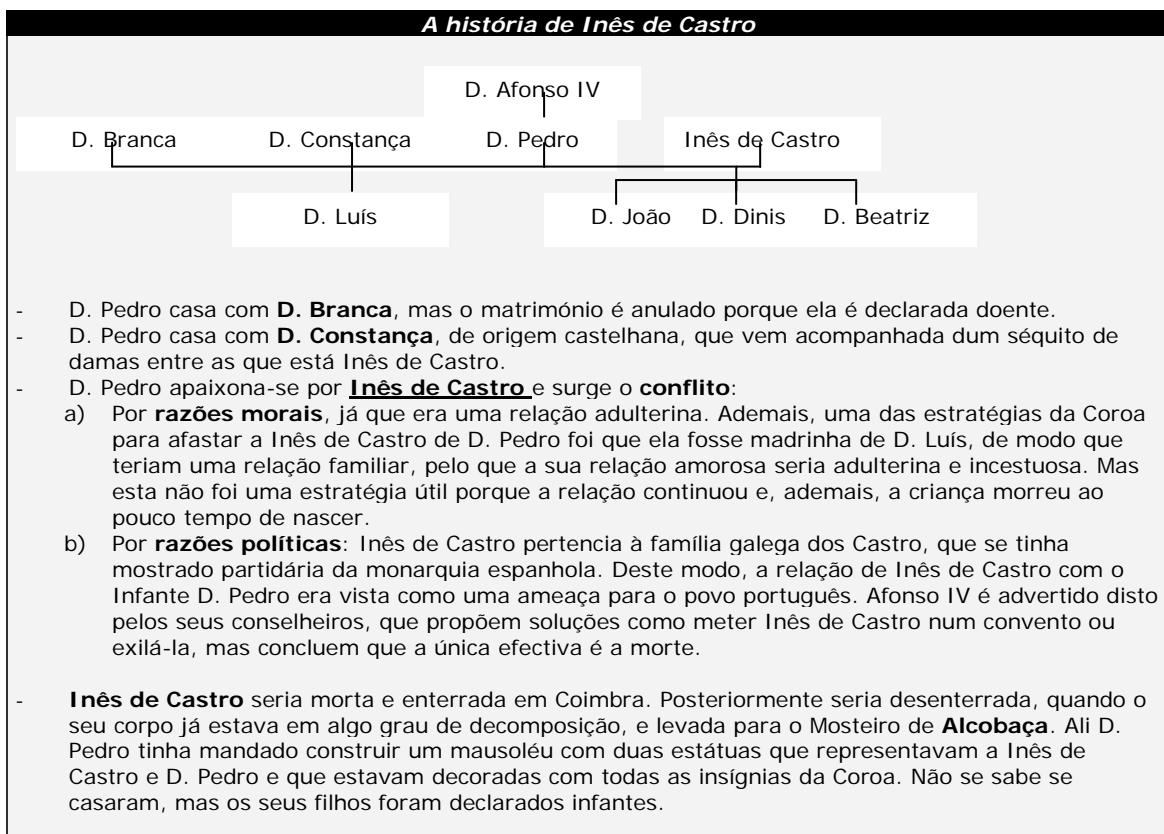 A história de Inês de Castro
D. Afonso IV
D. Branca D. Constança D. Pedro Inês de Castro
D. Luís D. João D. Dinis D. Beatriz
- D. Pedro casa com D. Branca, mas o matrimónio é anulado porque ela é declarada doente.
- D. Pedro casa com D. Constança, de origem castelhana, que vem acompanhada dum séquito de
damas entre as que está Inês de Castro.
- D. Pedro apaixona-se por Inês de Castro e surge o conflito:
a) Por razões morais, já que era uma relação adulterina. Ademais, uma das estratégias da Coroa
para afastar a Inês de Castro de D. Pedro foi que ela fosse madrinha de D. Luís, de modo que
teriam uma relação familiar, pelo que a sua relação amorosa seria adulterina e incestuosa. Mas
esta não foi uma estratégia útil porque a relação continuou e, ademais, a criança morreu ao
pouco tempo de nascer.
b) Por razões políticas: Inês de Castro pertencia à família galega dos Castro, que se tinha
mostrado partidária da monarquia espanhola. Deste modo, a relação de Inês de Castro com o
Infante D. Pedro era vista como uma ameaça para o povo português. Afonso IV é advertido disto
pelos seus conselheiros, que propõem soluções como meter Inês de Castro num convento ou
exilá-la, mas concluem que a única efectiva é a morte.
- Inês de Castro seria morta e enterrada em Coimbra. Posteriormente seria desenterrada, quando o
seu corpo já estava em algo grau de decomposição, e levada para o Mosteiro de Alcobaça. Ali D.
Pedro tinha mandado construir um mausoléu com duas estátuas que representavam a Inês de
Castro e D. Pedro e que estavam decoradas com todas as insígnias da Coroa. Não se sabe se
casaram, mas os seus filhos foram declarados infantes.